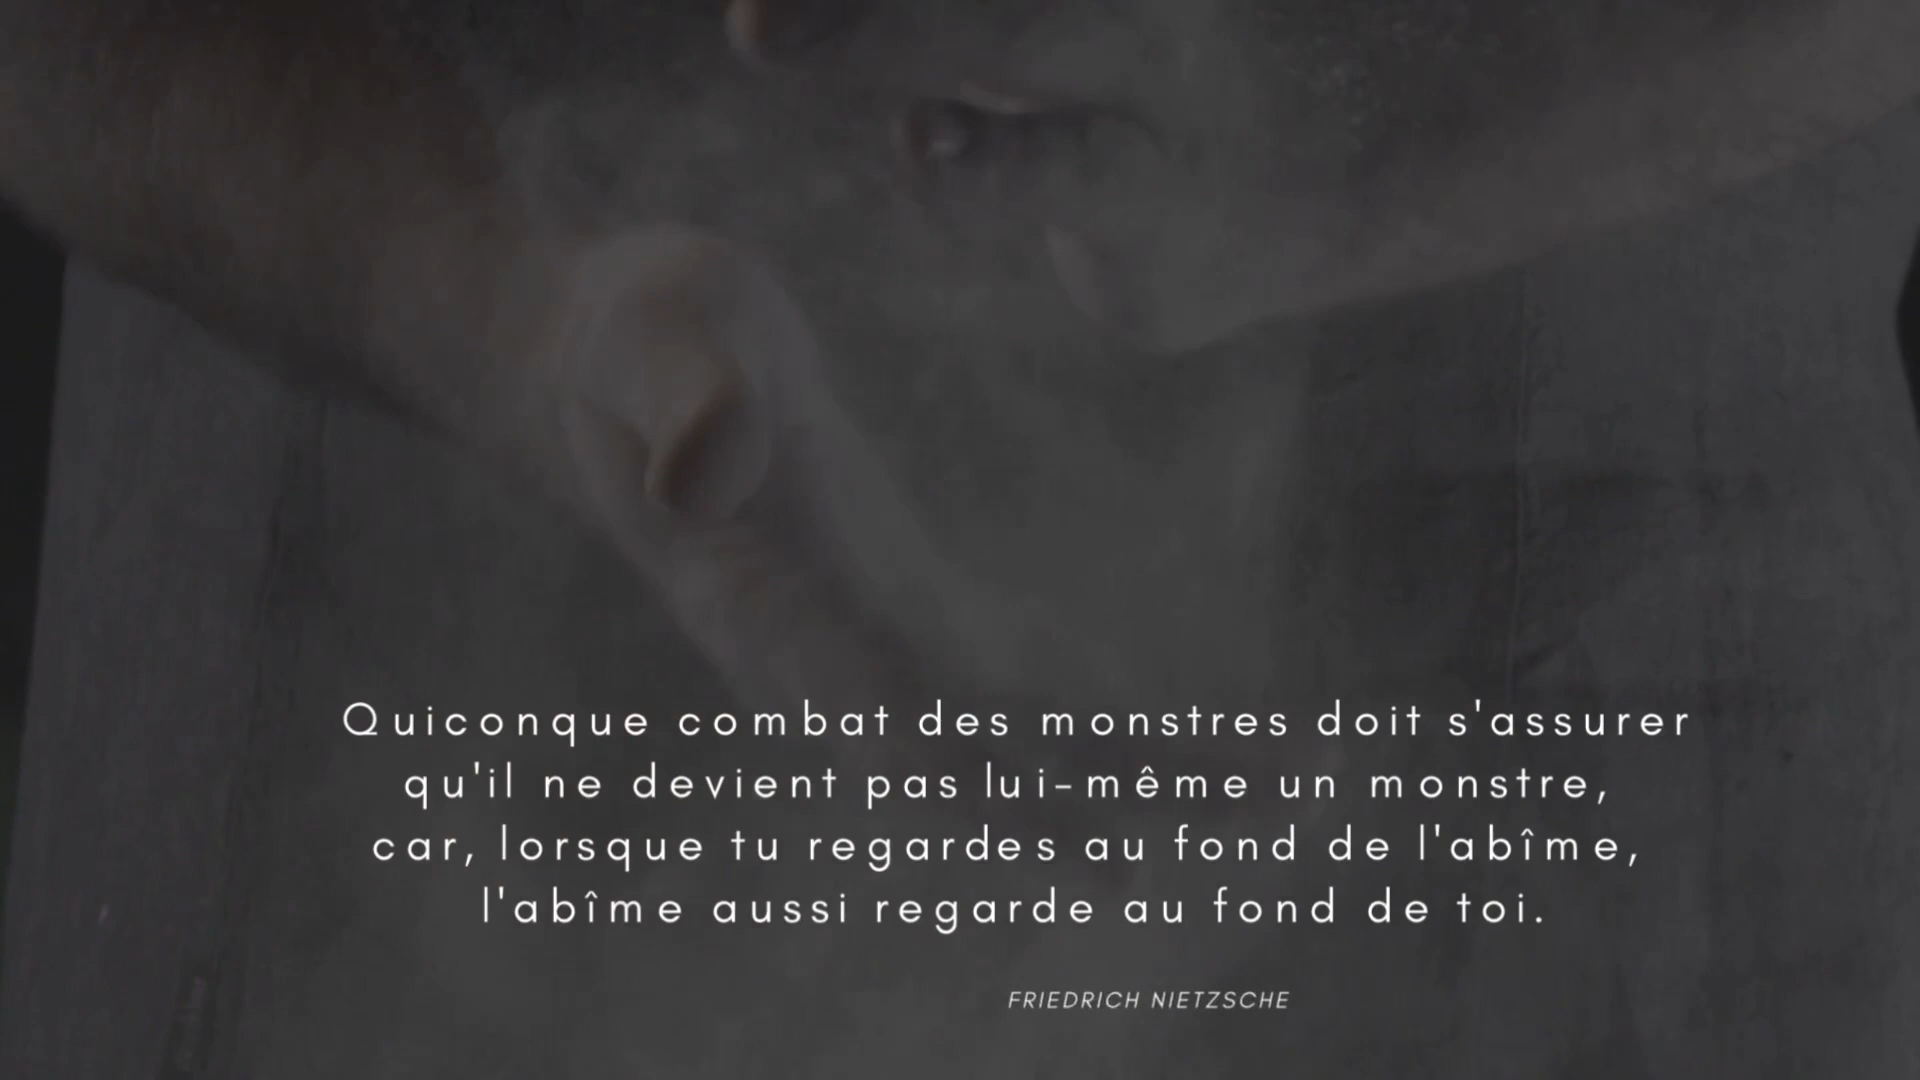 Quiconque combat des monstres doit s'assurer
qu'il ne devient pas lui-même un monstre,
car, lorsque tu regardes au fond de l'abîme,
l'abîme aussi regarde au fond de toi.
FRIEDRICH NIETZSCHE